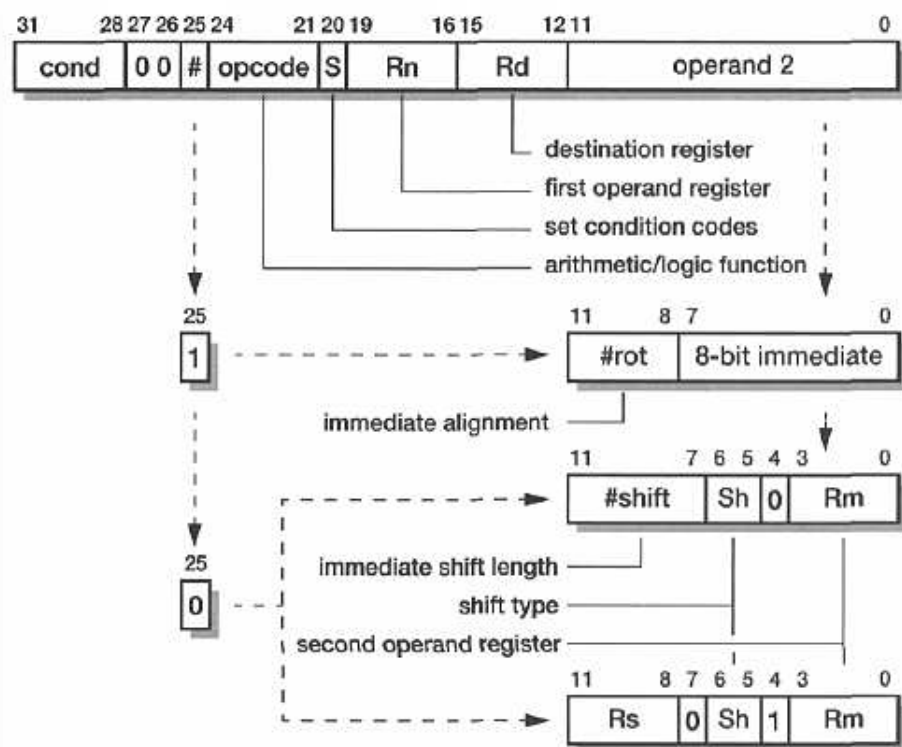 31 28 27 26 25 24 21 20 19 16 15 12 11 0
cond 0 0 # opcode S Rn Rd operand 2
destination register
first operand register
set condition codes
arithmetic/logic function
25 11 8 7 0
1 #rot 8-bit immediate
immediate alignment
11 7 6 5 4 3 0
#shift Sh 0 Rm
25
0
immediate shift length
shift type
second operand register
11 8 7 6 5 4 3 0
Rs 0 Sh 1 Rm